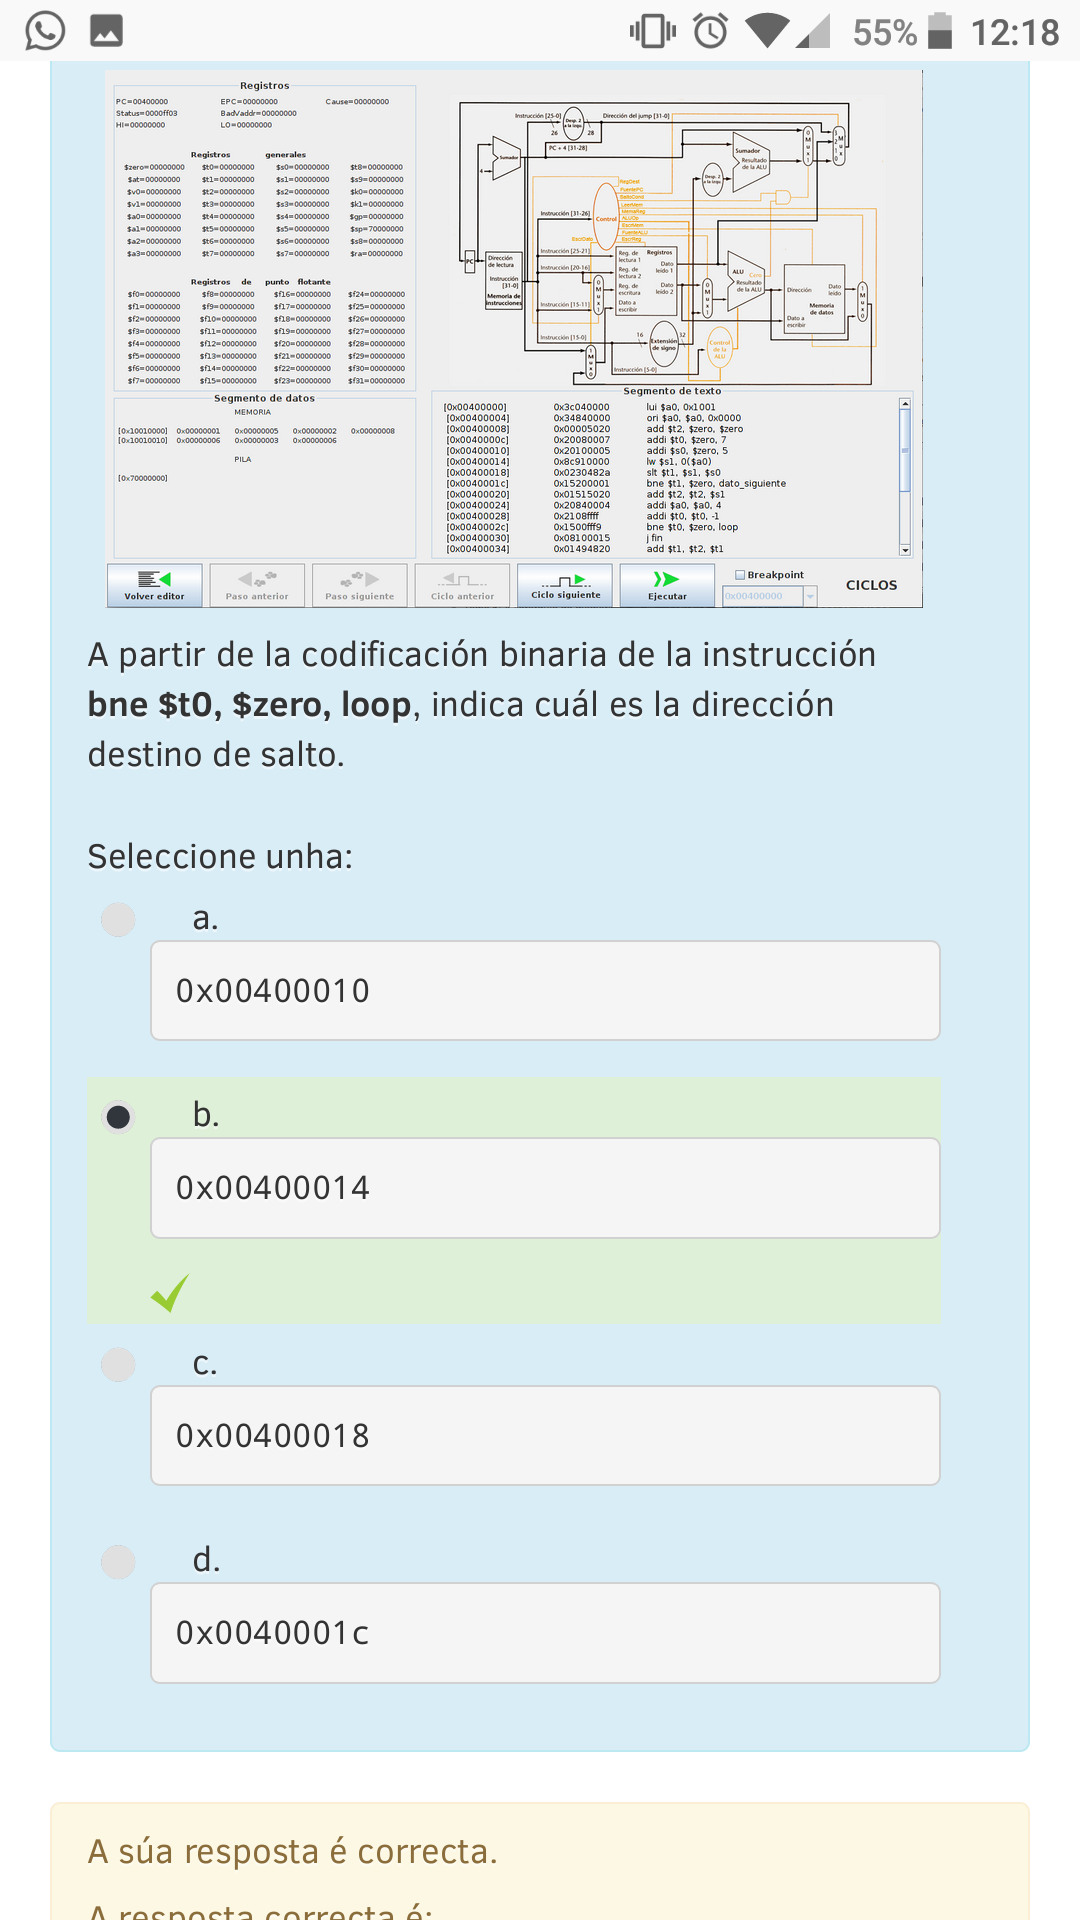 55% 12:18
Registros
PC=00400000 EPC=00000000 Cause=00000000
Status=0000ff03 BadVaddr=00000000
HI=00000000 LO=00000000
Registros generales
$zero=00000000 $t0=00000000 $s0=00000000 $t8=00000000
$at=00000000 $t1=00000000 $s1=00000000 $s9=00000000
$v0=00000000 $t2=00000000 $s2=00000000 $k0=00000000
$v1=00000000 $t3=00000000 $s3=00000000 $k1=00000000
$a0=00000000 $t4=00000000 $s4=00000000 $gp=00000000
$a1=00000000 $t5=00000000 $s5=00000000 $sp=70000000
$a2=00000000 $t6=00000000 $s6=00000000 $s8=00000000
$a3=00000000 $t7=00000000 $s7=00000000 $ra=00000000
Registros de punto flotante
$f0=00000000 $f8=00000000 $f16=00000000 $f24=00000000
$f1=00000000 $f9=00000000 $f17=00000000 $f25=00000000
$f2=00000000 $f10=00000000 $f18=00000000 $f26=00000000
$f3=00000000 $f11=00000000 $f19=00000000 $f27=00000000
$f4=00000000 $f12=00000000 $f20=00000000 $f28=00000000
$f5=00000000 $f13=00000000 $f21=00000000 $f29=00000000
$f6=00000000 $f14=00000000 $f22=00000000 $f30=00000000
$f7=00000000 $f15=00000000 $f23=00000000 $f31=00000000
Segmento de datos
MEMORIA
[0x10010000] 0x00000001 0x00000005 0x00000002 0x00000008
[0x10010010] 0x00000006 0x00000003 0x00000006
PILA
[0x70000000]
Instrucción [25-0]
Desp. 2 a la izqu.
Dirección del jump [31-0]
26 28
PC + 4 [31-28]
Sumador
4
Sumador
Resultado de la ALU
Desp. 2 a la izqu.
0 Mux 1
RegDest
FuentePC
SaltoCond
LeerMem
MemaReg
ALUOp
EscrMem
FuenteALU
EscrReg
EscrDato
Control
Instrucción [31-26]
Instrucción [25-21]
Instrucción [20-16]
Instrucción [15-11]
Instrucción [15-0]
Instrucción [5-0]
PC
Dirección de lectura
Instrucción [31-0]
Memoria de instrucciones
Reg. de lectura 1
Reg. de lectura 2
Reg. de escritura
Dato a escribir
Registros
Dato leído 1
Dato leído 2
0 Mux 1
ALU
Cero
Resultado de la ALU
Dirección
Dato leído
Memoria de datos
Dato a escribir
16 32
Extensión de signo
Control de la ALU
Segmento de texto
[0x00400000] 0x3c040000 lui $a0, 0x1001
[0x00400004] 0x34840000 ori $a0, $a0, 0x0000
[0x00400008] 0x00005020 add $t2, $zero, $zero
[0x0040000c] 0x20080007 addi $t0, $zero, 7
[0x00400010] 0x20100005 addi $s0, $zero, 5
[0x00400014] 0x8c910000 lw $s1, 0($a0)
[0x00400018] 0x0230482a slt $t1, $s1, $s0
[0x0040001c] 0x15200001 bne $t1, $zero, dato_siguiente
[0x00400020] 0x01515020 add $t2, $t2, $s1
[0x00400024] 0x20840004 addi $a0, $a0, 4
[0x00400028] 0x2108ffff addi $t0, $t0, -1
[0x0040002c] 0x1500fff9 bne $t0, $zero, loop
[0x00400030] 0x08100015 j fin
[0x00400034] 0x01494820 add $t1, $t2, $t1
Volver editor
Paso anterior
Paso siguiente
Ciclo anterior
Ciclo siguiente
Ejecutar
Breakpoint
0x00400000
CICLOS
A partir de la codificación binaria de la instrucción
bne $t0, $zero, loop, indica cuál es la dirección
destino de salto.
Seleccione unha:
a.
0x00400010
b.
0x00400014
c.
0x00400018
d.
0x0040001c
A súa resposta é correcta.
A resposta correcta é: